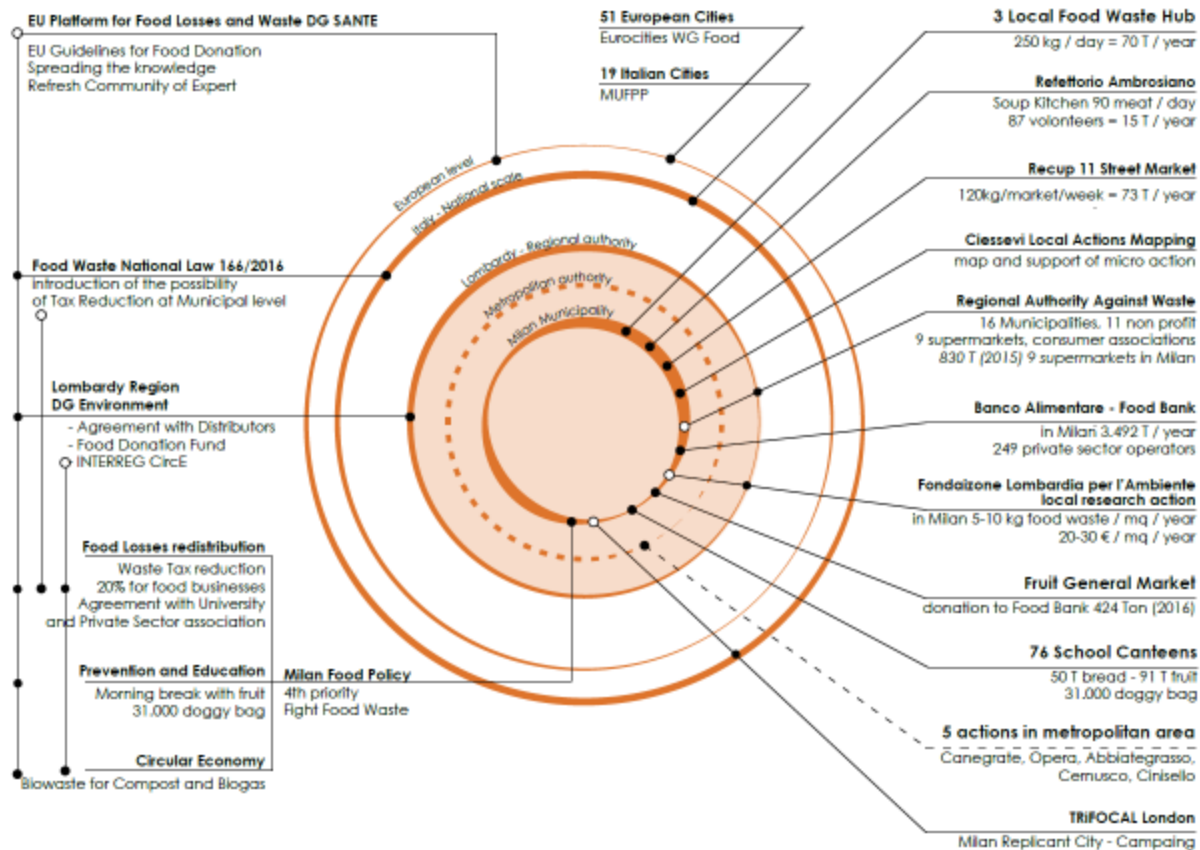 EU Platform for Food Losses and Waste DG SANTE
EU Guidelines for Food Donation
Spreading the knowledge
Refresh Community of Expert
51 European Cities
Eurocities WG Food
19 Italian Cities
MUFPP
3 Local Food Waste Hub
250 kg / day = 70 T / year
Refettorio Ambrosiano
Soup Kitchen 90 meat / day
87 volunteers = 15 T / year
Recup 11 Street Market
120kg/market/week = 73 T / year
Ciessevi Local Actions Mapping
map and support of micro action
Regional Authority Against Waste
16 Municipalities, 11 non profit
9 supermarkets, consumer associations
830 T (2015) 9 supermarkets in Milan
Banco Alimentare - Food Bank
in Milan 3.492 T / year
249 private sector operators
Fondaizone Lombardia per l'Ambiente
local research action
in Milan 5-10 kg food waste / mq / year
20-30 € / mq / year
Fruit General Market
donation to Food Bank 424 Ton (2016)
76 School Canteens
50 T bread - 91 T fruit
31.000 doggy bag
5 actions in metropolitan area
Canegrate, Opera, Abbiategrasso,
Cernusco, Cinisello
TRiFOCAL London
Milan Replicant City - Campaing
European level
Italy - National scale
Lombardy - Regional authority
Metropolitan authority
Milan Municipality
Food Waste National Law 166/2016
Introduction of the possibility
of Tax Reduction at Municipal level
Lombardy Region
DG Environment
- Agreement with Distributors
- Food Donation Fund
- INTERREG CircE
Food Losses redistribution
Waste Tax reduction
20% for food businesses
Agreement with University
and Private Sector association
Prevention and Education
Morning break with fruit
31.000 doggy bag
Milan Food Policy
4th priority
Fight Food Waste
Circular Economy
Biowaste for Compost and Biogas